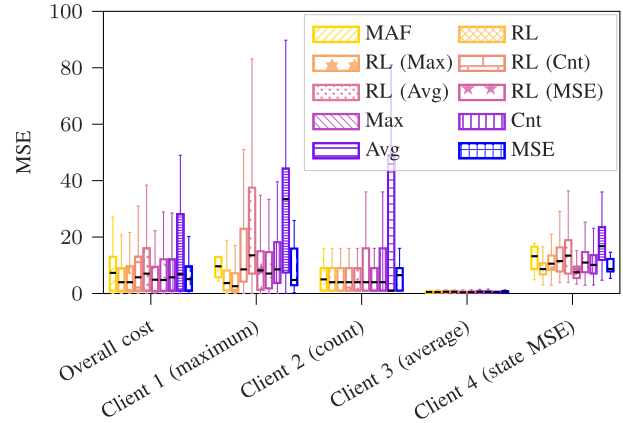 100
80
60
40
20
0
MSE
MAF
RL
RL (Max)
RL (Cnt)
RL (Avg)
RL (MSE)
Max
Cnt
Avg
MSE
Overall cost
Client 1 (maximum)
Client 2 (count)
Client 3 (average)
Client 4 (state MSE)